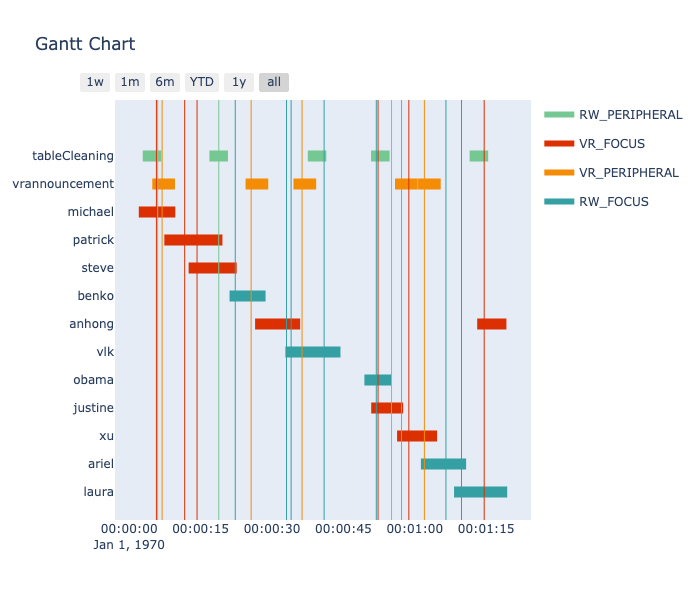 Gantt Chart
1w 1m 6m YTD 1y all
RW_PERIPHERAL
VR_FOCUS
VR_PERIPHERAL
RW_FOCUS
tableCleaning
vrannouncement
michael
patrick
steve
benko
anhong
vlk
obama
justine
xu
ariel
laura
00:00:00 00:00:15 00:00:30 00:00:45 00:01:00 00:01:15
Jan 1, 1970